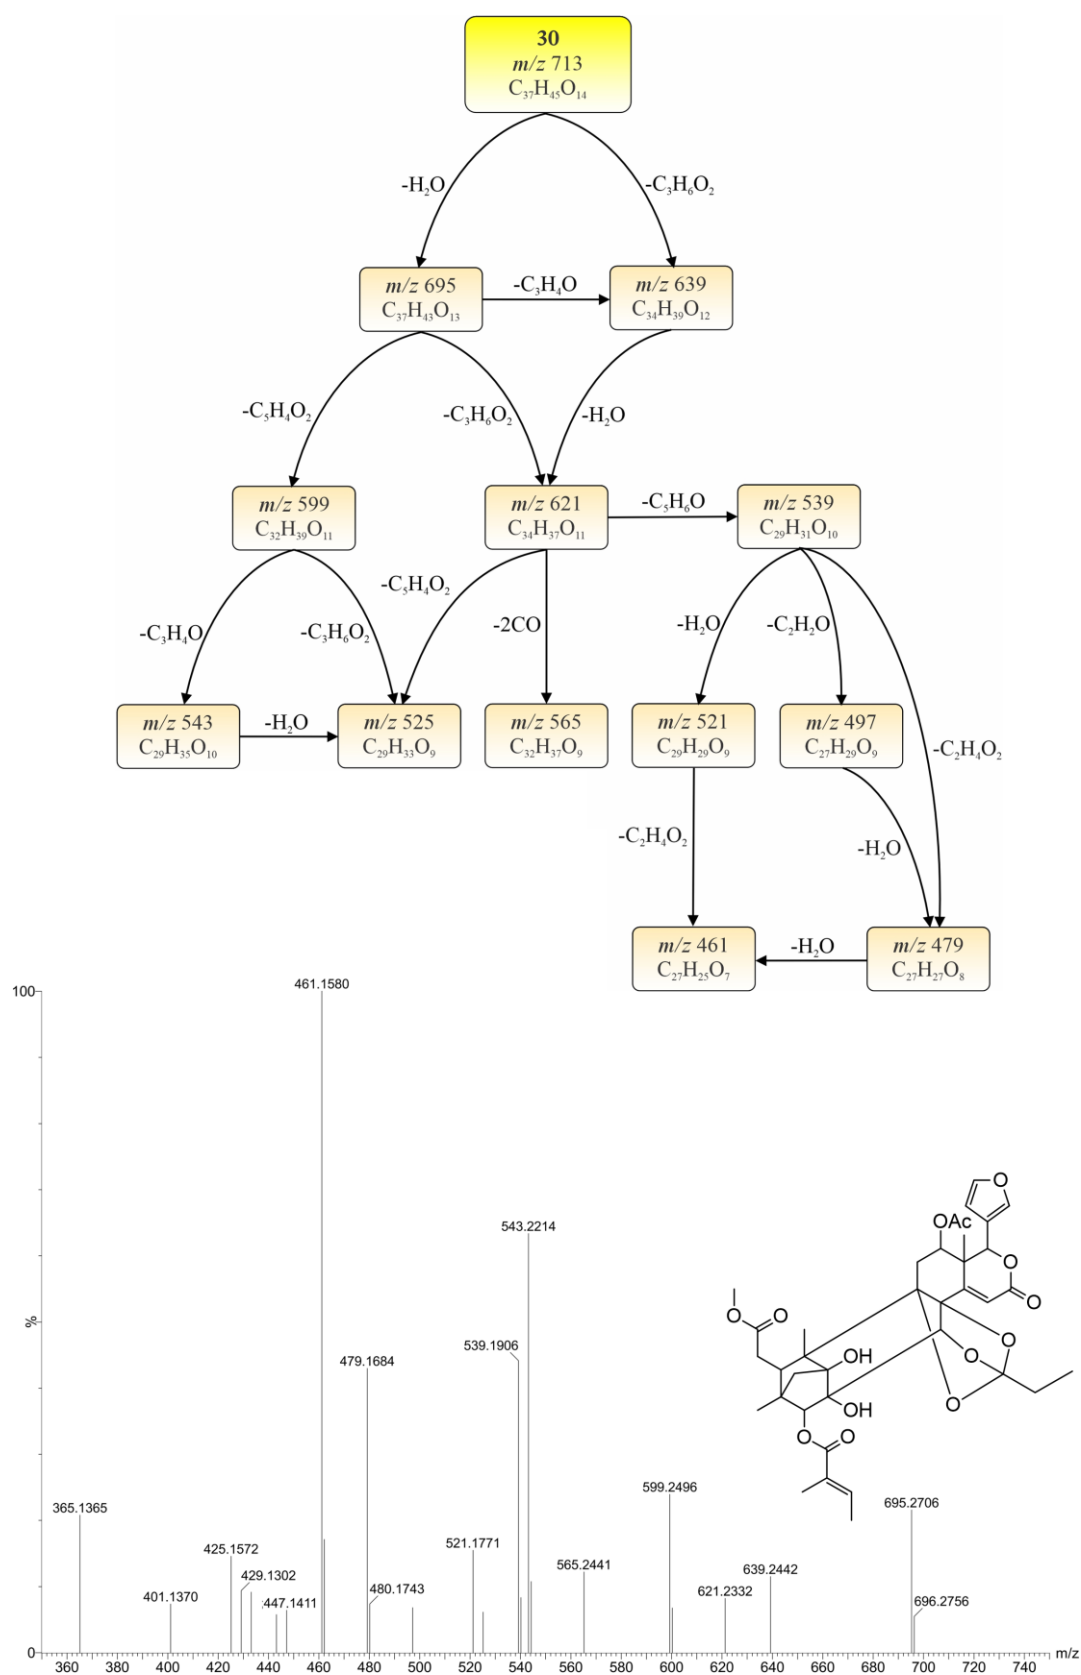 30
m/z 713
C₃₇H₄₅O₁₄
-H₂O
-C₃H₆O₂
m/z 695
C₃₇H₄₃O₁₃
-C₃H₄O
m/z 639
C₃₄H₃₉O₁₂
-C₅H₄O₂
-C₃H₆O₂
-H₂O
m/z 599
C₃₂H₃₉O₁₁
m/z 621
C₃₄H₃₇O₁₁
-C₅H₆O
m/z 539
C₂₉H₃₁O₁₀
-C₃H₄O
-C₃H₆O₂
-C₅H₄O₂
-2CO
-H₂O
-C₂H₂O
-C₂H₄O₂
m/z 543
C₂₉H₃₅O₁₀
-H₂O
m/z 525
C₂₉H₃₃O₉
m/z 565
C₃₂H₃₇O₉
m/z 521
C₂₉H₂₉O₉
m/z 497
C₂₇H₂₉O₉
-C₂H₄O₂
-H₂O
m/z 461
C₂₇H₂₅O₇
-H₂O
m/z 479
C₂₇H₂₇O₈
100
%
0
461.1580
543.2214
539.1906
479.1684
365.1365
401.1370
425.1572
429.1302
447.1411
480.1743
521.1771
565.2441
599.2496
621.2332
639.2442
695.2706
696.2756
O
OAc
O
O
O
O
O
O
O
OH
OH
O
O
360 380 400 420 440 460 480 500 520 540 560 580 600 620 640 660 680 700 720 740 m/z